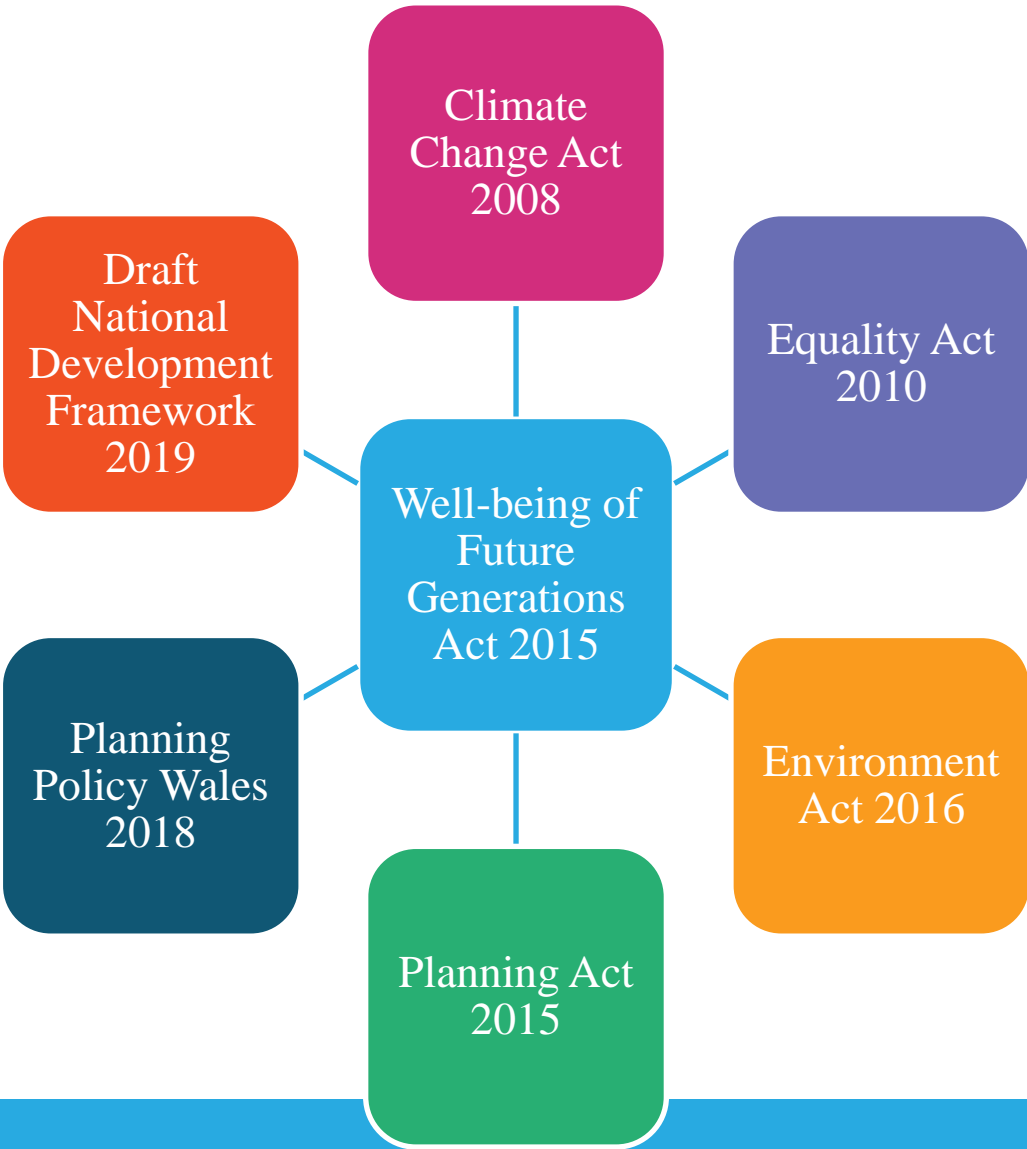 Climate
Change Act
2008
Draft
National
Development
Framework
2019
Equality Act
2010
Well-being of
Future
Generations
Act 2015
Planning
Policy Wales
2018
Environment
Act 2016
Planning Act
2015